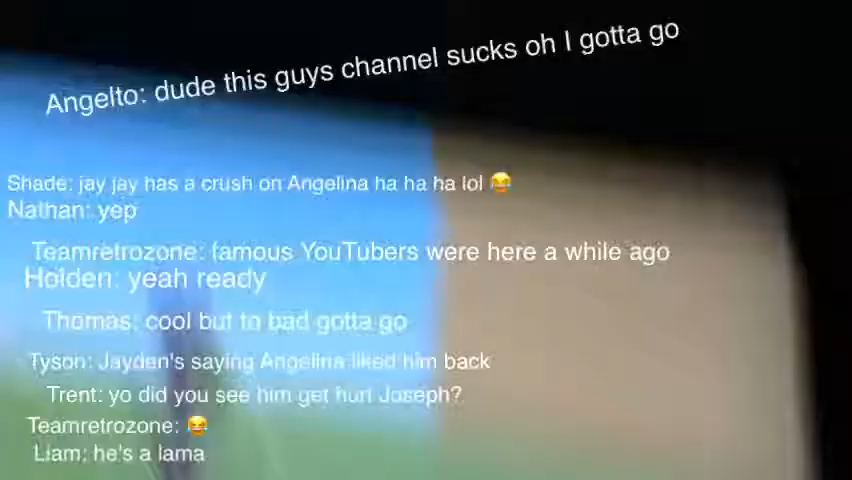 Angelto: dude this guys channel sucks oh I gotta go
Shade: jay jay has a crush on Angelina ha ha ha lol 😂
Nathan: yep
Teamretrozone: famous YouTubers were here a while ago
Holden: yeah ready
Thomas: cool but to bad gotta go
Tyson: Jayden's saying Angelina liked him back
Trent: yo did you see him get hurt Joseph?
Teamretrozone: 😂
Liam: he's a lama